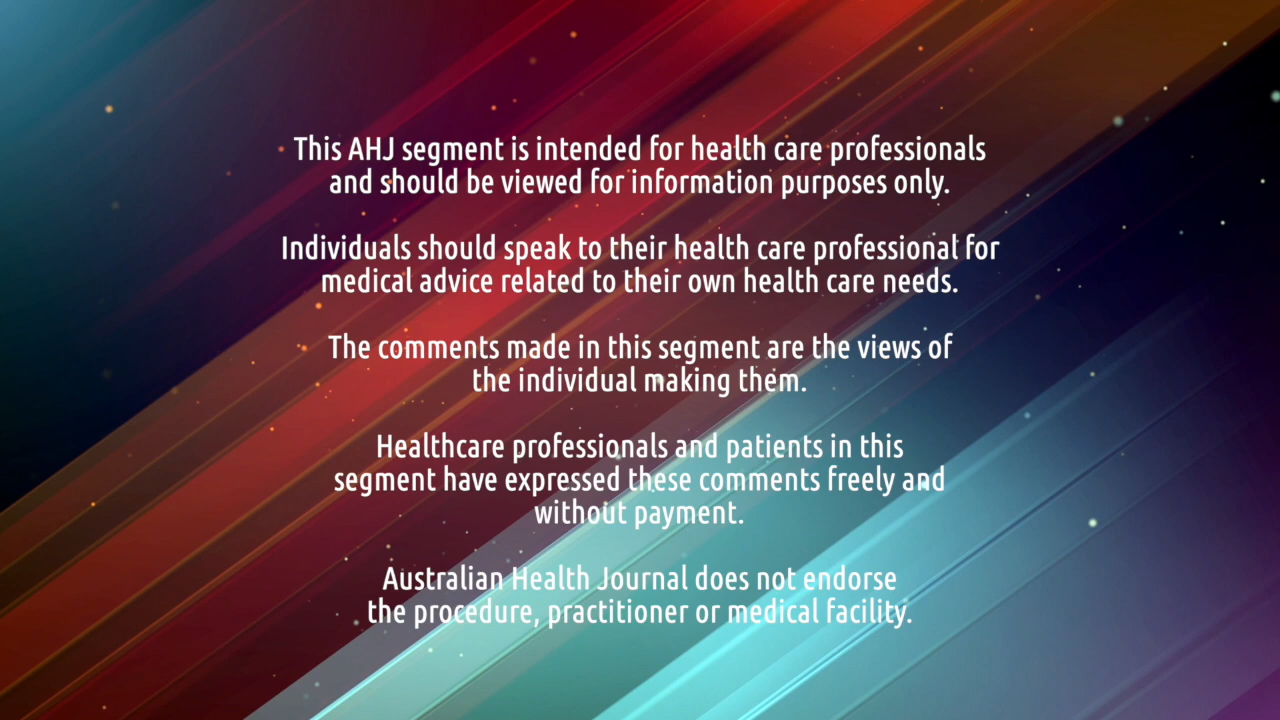 This AHJ segment is intended for health care professionals
and should be viewed for information purposes only.
Individuals should speak to their health care professional for
medical advice related to their own health care needs.
The comments made in this segment are the views of
the individual making them.
Healthcare professionals and patients in this
segment have expressed these comments freely and
without payment.
Australian Health Journal does not endorse
the procedure, practitioner or medical facility.